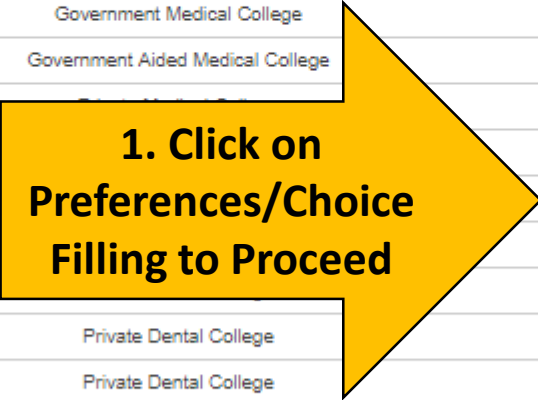 Government Medical College
Government Aided Medical College
1. Click on
Preferences/Choice
Filling to Proceed
Private Dental College
Private Dental College